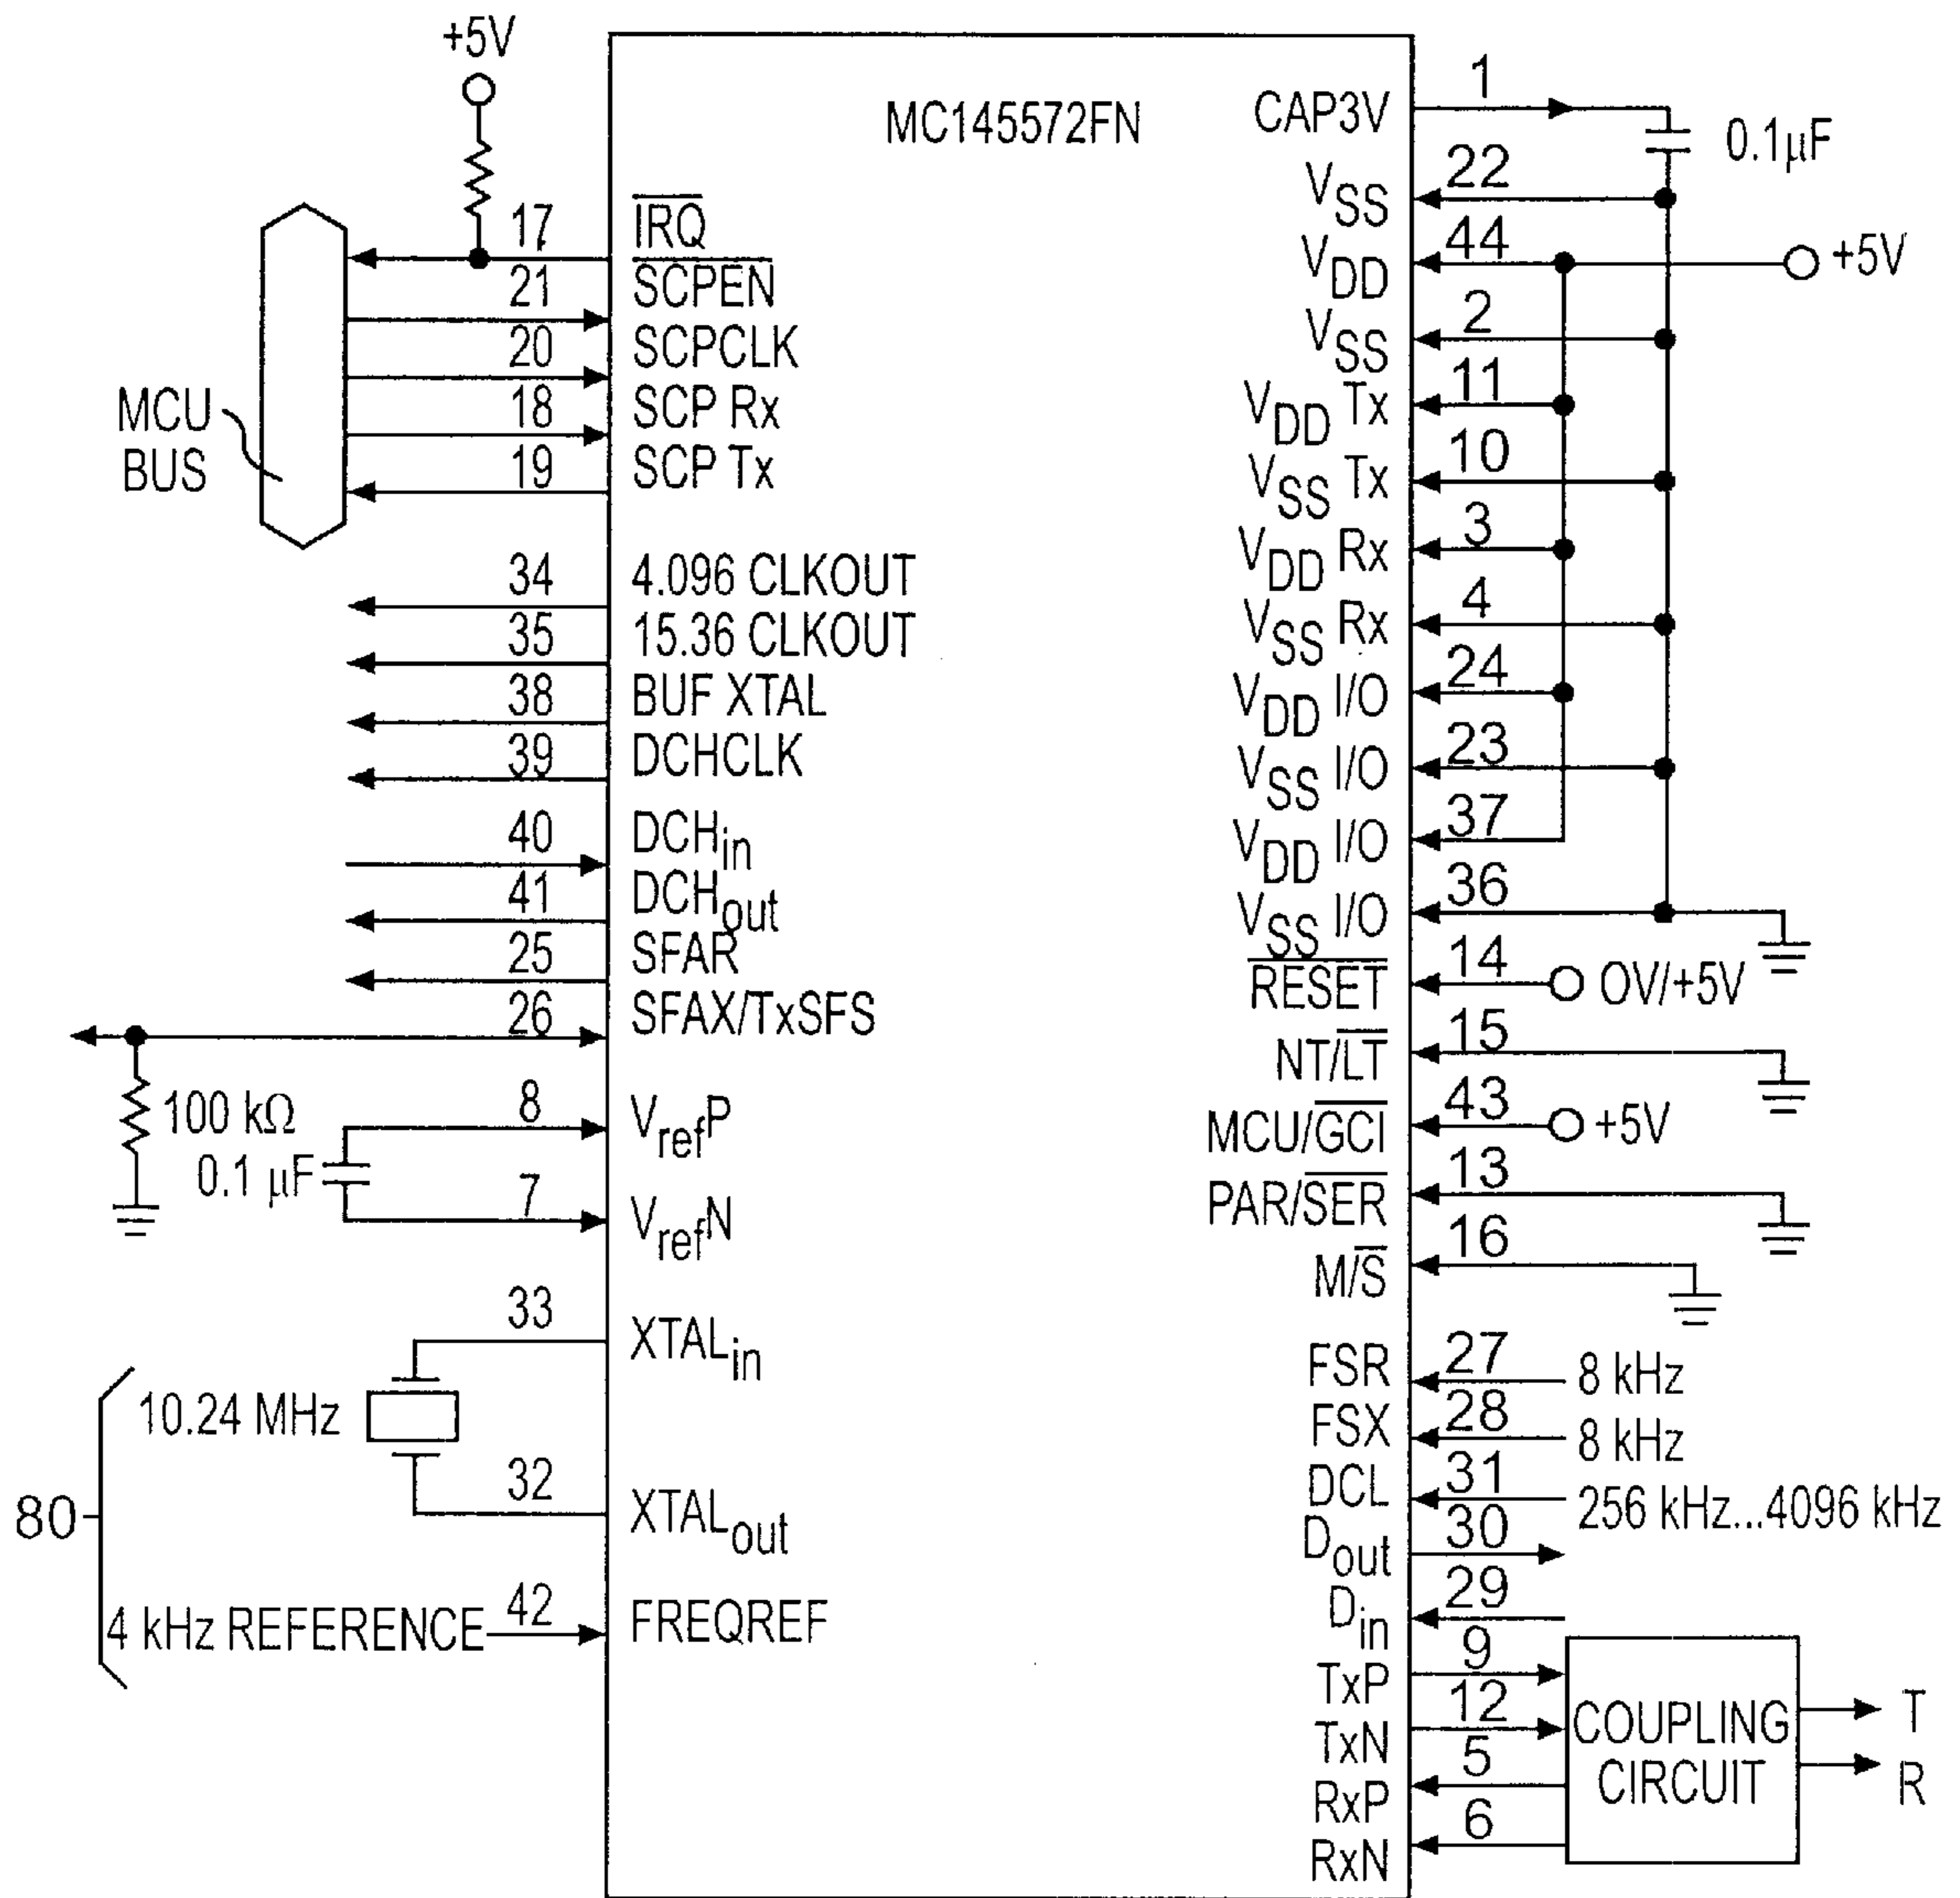 +5V
MC145572FN
CAP3V
1
0.1µF
VSS
22
17
IRQ
VDD
44
+5V
21
SCPEN
VSS
2
20
SCPCLK
VDD Tx
11
MCU
BUS
18
SCP Rx
VSS Tx
10
19
SCP Tx
VDD Rx
3
34
4.096 CLKOUT
VSS Rx
4
35
15.36 CLKOUT
VDD I/O
24
38
BUF XTAL
VSS I/O
23
39
DCHCLK
VDD I/O
37
40
DCHin
VSS I/O
36
41
DCHout
RESET
14
OV/+5V
25
SFAR
26
SFAX/TxSFS
NT/LT
15
100 kΩ
8
VrefP
MCU/GCI
43
+5V
0.1 µF
7
VrefN
PAR/SER
13
M/S
16
33
XTALin
FSR
27
8 kHz
10.24 MHz
FSX
28
8 kHz
80
32
XTALout
DCL
31
256 kHz...4096 kHz
Dout
30
4 kHz REFERENCE
42
FREQREF
Din
29
TxP
9
TxN
12
COUPLING
CIRCUIT
T
R
RxP
5
RxN
6